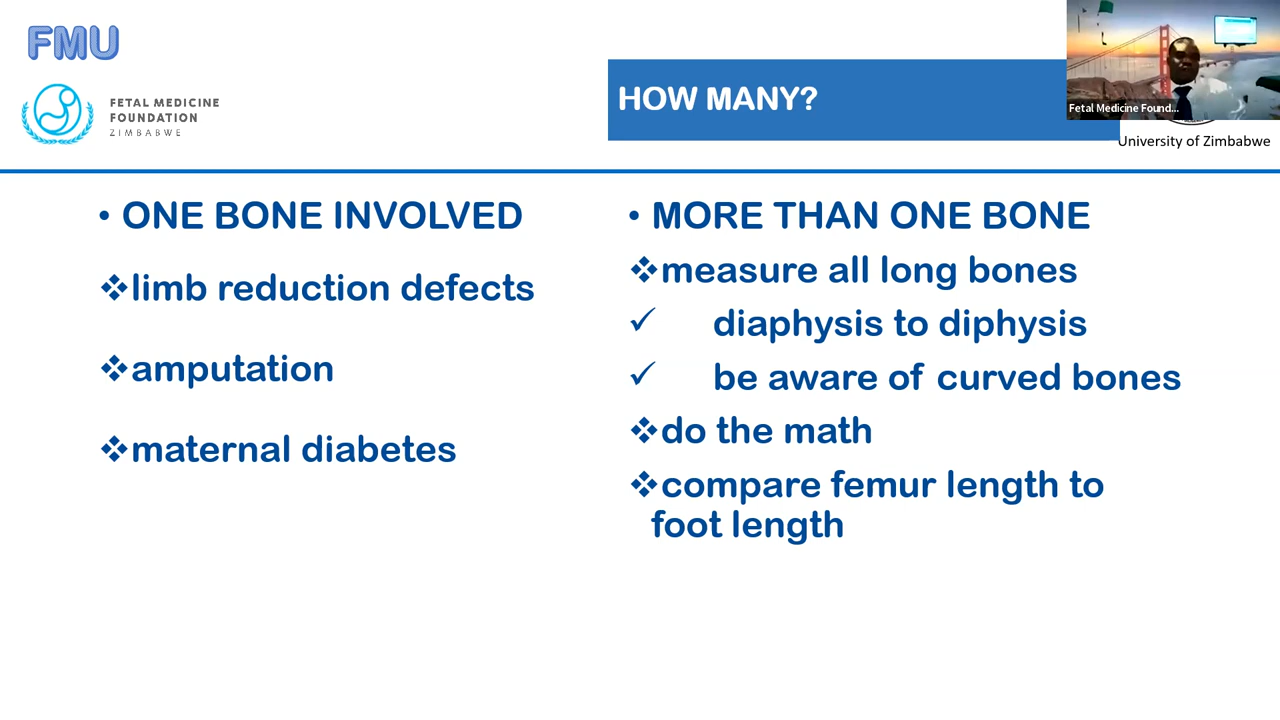 FMU
FETAL MEDICINE
FOUNDATION
ZIMBABWE
HOW MANY?
Fetal Medicine Found...
University of Zimbabwe
• ONE BONE INVOLVED
❖limb reduction defects
❖amputation
❖maternal diabetes
• MORE THAN ONE BONE
❖measure all long bones
✓ diaphysis to diphysis
✓ be aware of curved bones
❖do the math
❖compare femur length to
foot length